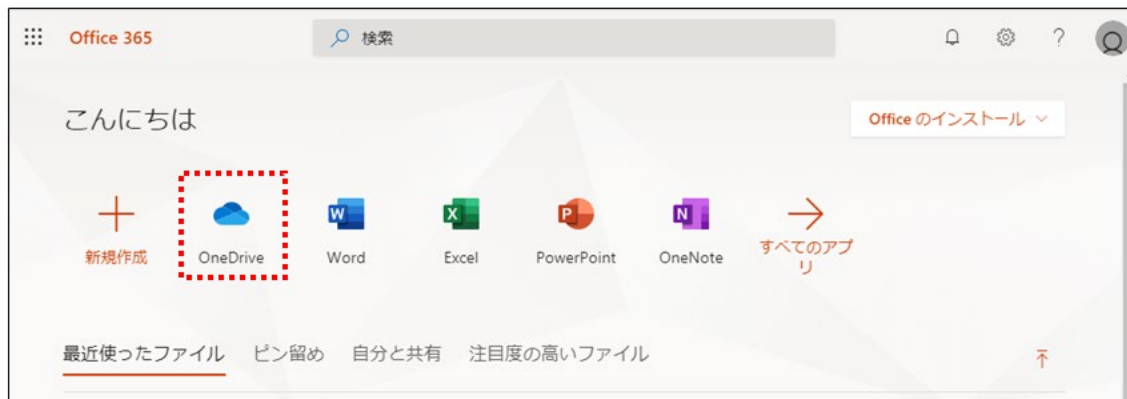 Office 365
検索
?
こんにちは
Office のインストール
新規作成
OneDrive
W
Word
X
Excel
P
PowerPoint
N
OneNote
すべてのアプ
リ
最近使ったファイル ピン留め 自分と共有 注目度の高いファイル